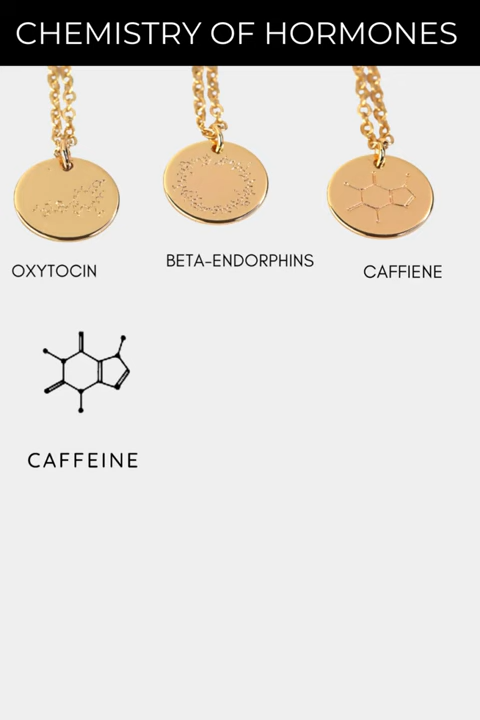 CHEMISTRY OF HORMONES
OXYTOCIN
BETA-ENDORPHINS
CAFFIENE
CAFFEINE